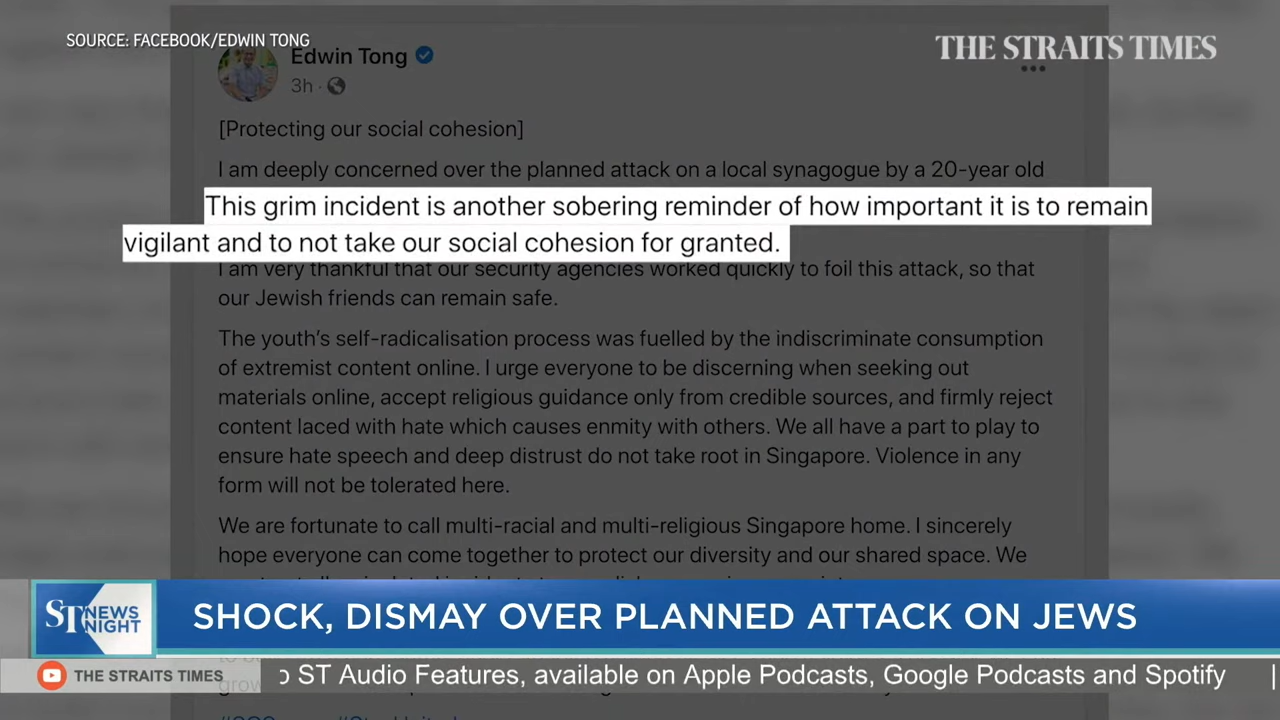 SOURCE: FACEBOOK/EDWIN TONG
THE STRAITS TIMES
Edwin Tong
3h ·
[Protecting our social cohesion]
I am deeply concerned over the planned attack on a local synagogue by a 20-year old
This grim incident is another sobering reminder of how important it is to remain
vigilant and to not take our social cohesion for granted.
I am very thankful that our security agencies worked quickly to foil this attack, so that
our Jewish friends can remain safe.
The youth’s self-radicalisation process was fuelled by the indiscriminate consumption
of extremist content online. I urge everyone to be discerning when seeking out
materials online, accept religious guidance only from credible sources, and firmly reject
content laced with hate which causes enmity with others. We all have a part to play to
ensure hate speech and deep distrust do not take root in Singapore. Violence in any
form will not be tolerated here.
We are fortunate to call multi-racial and multi-religious Singapore home. I sincerely
hope everyone can come together to protect our diversity and our shared space. We
ST NEWS
NIGHT
SHOCK, DISMAY OVER PLANNED ATTACK ON JEWS
THE STRAITS TIMES
ST Audio Features, available on Apple Podcasts, Google Podcasts and Spotify